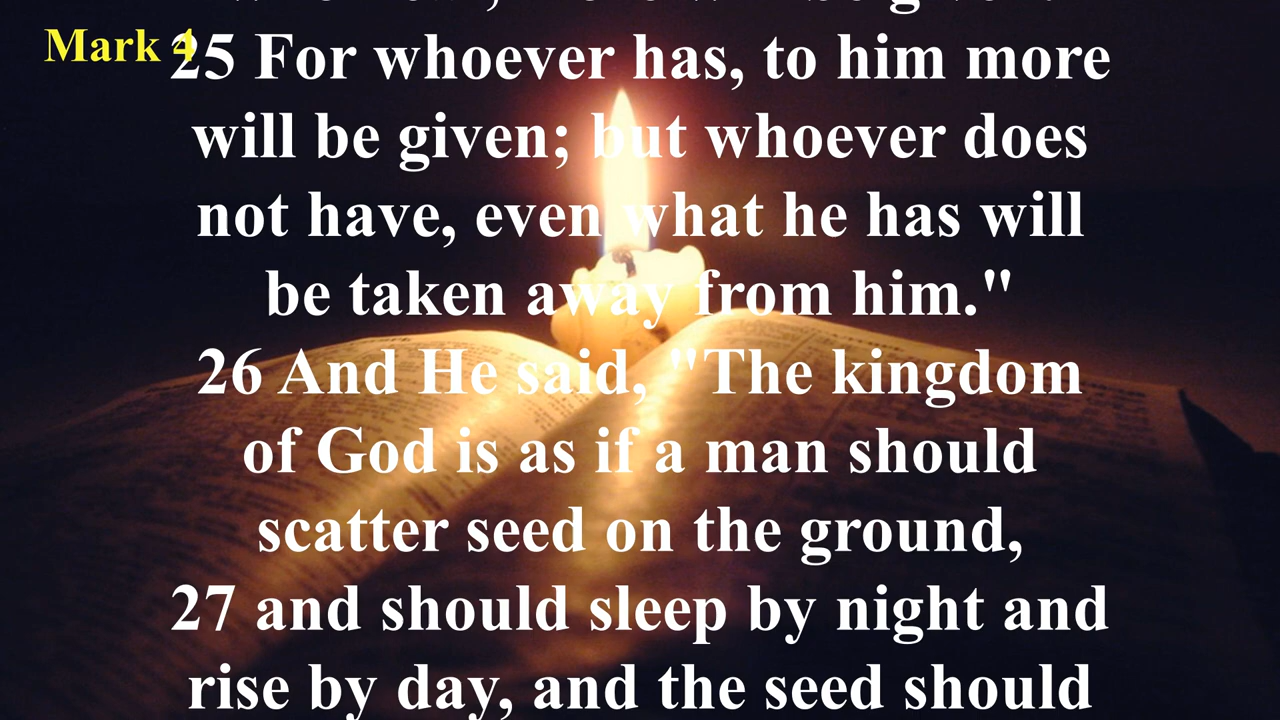 Mark 4
25 For whoever has, to him more
will be given; but whoever does
not have, even what he has will
be taken away from him."
26 And He said, "The kingdom
of God is as if a man should
scatter seed on the ground,
27 and should sleep by night and
rise by day, and the seed should